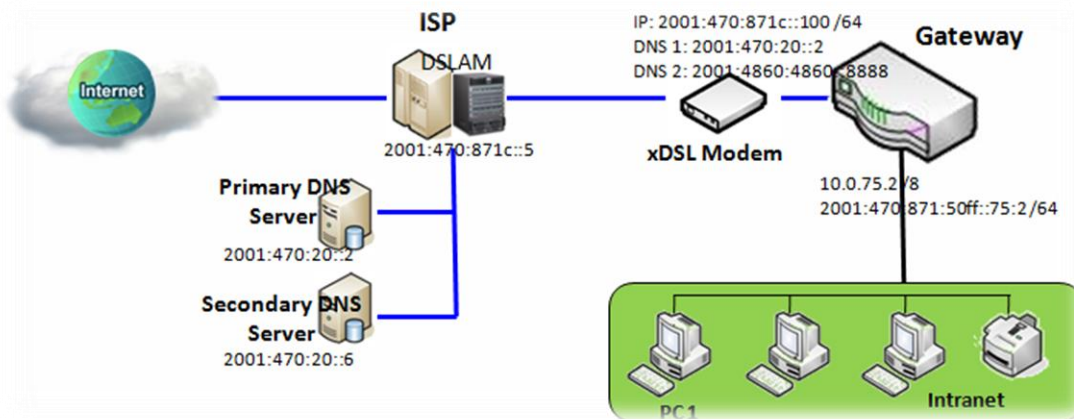 ISP
DSLAM
Internet
2001:470:871c::5
IP: 2001:470:871c::100 /64
DNS 1: 2001:470:20::2
DNS 2: 2001:4860:4860::8888
Gateway
xDSL Modem
Primary DNS
Server
2001:470:20::2
10.0.75.2/8
2001:470:871:50ff::75:2/64
Secondary DNS
Server
2001:470:20::6
PC1
Intranet